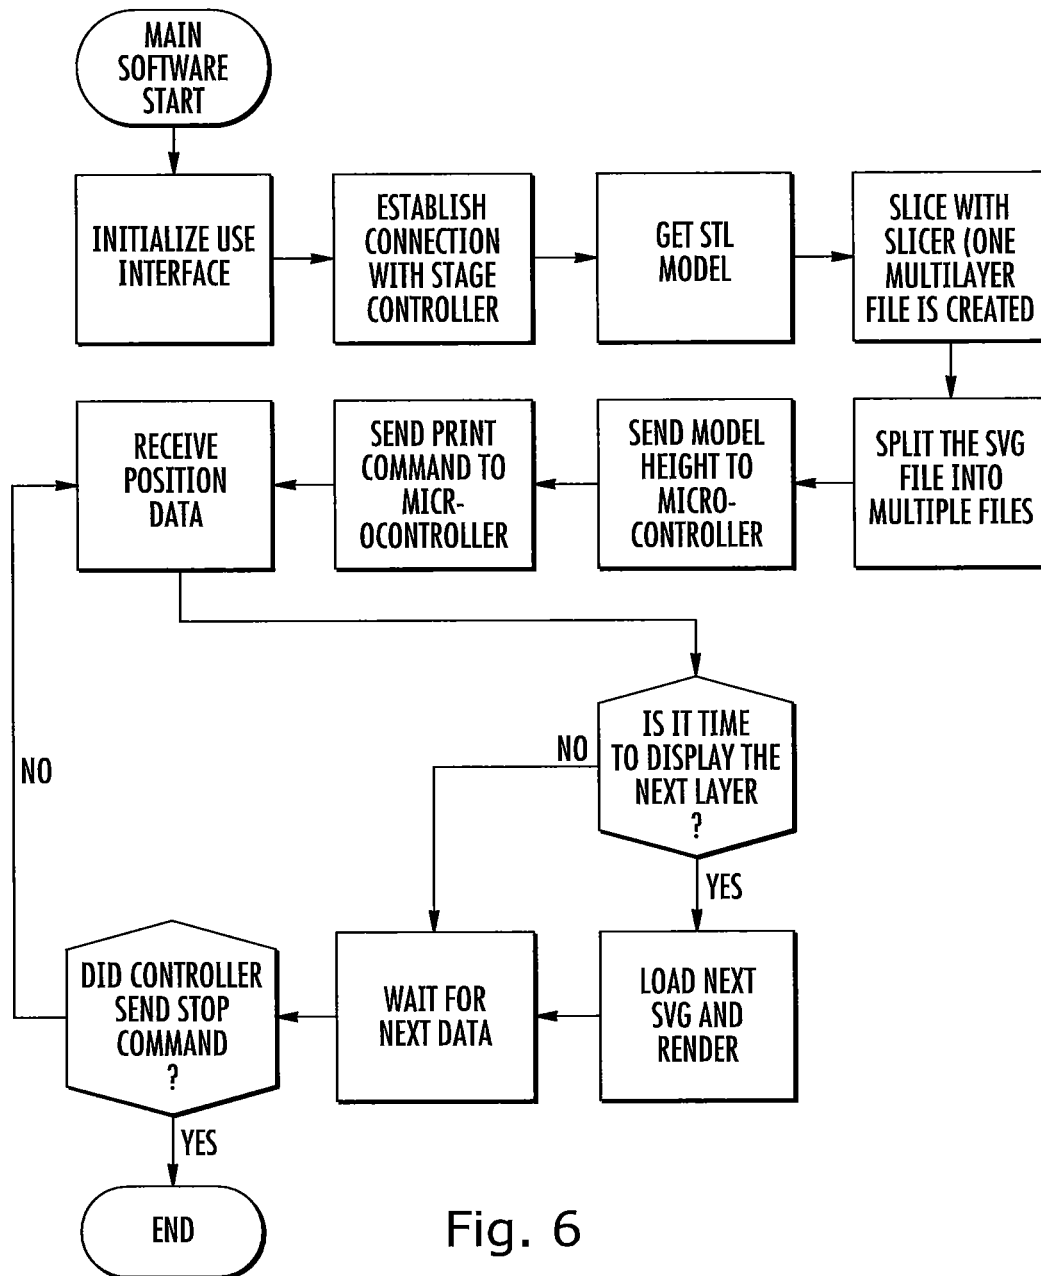 MAIN
SOFTWARE
START
INITIALIZE USE
INTERFACE
ESTABLISH
CONNECTION
WITH STAGE
CONTROLLER
GET STL
MODEL
SLICE WITH
SLICER (ONE
MULTILAYER
FILE IS CREATED
RECEIVE
POSITION
DATA
SEND PRINT
COMMAND TO
MICR-
OCONTROLLER
SEND MODEL
HEIGHT TO
MICRO-
CONTROLLER
SPLIT THE SVG
FILE INTO
MULTIPLE FILES
IS IT TIME
TO DISPLAY THE
NEXT LAYER
?
NO
NO
YES
DID CONTROLLER
SEND STOP
COMMAND
?
WAIT FOR
NEXT DATA
LOAD NEXT
SVG AND
RENDER
YES
END
Fig. 6